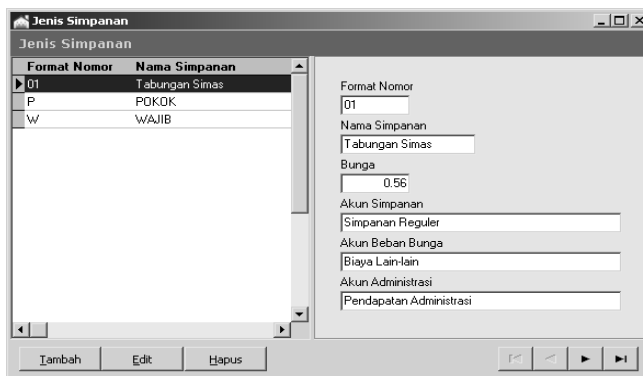 Jenis Simpanan
Jenis Simpanan
Format Nomor Nama Simpanan
01 Tabungan Simas
P POKOK
W WAJIB
Format Nomor
01
Nama Simpanan
Tabungan Simas
Bunga
0.56
Akun Simpanan
Simpanan Reguler
Akun Beban Bunga
Biaya Lain-lain
Akun Administrasi
Pendapatan Administrasi
Tambah Edit Hapus